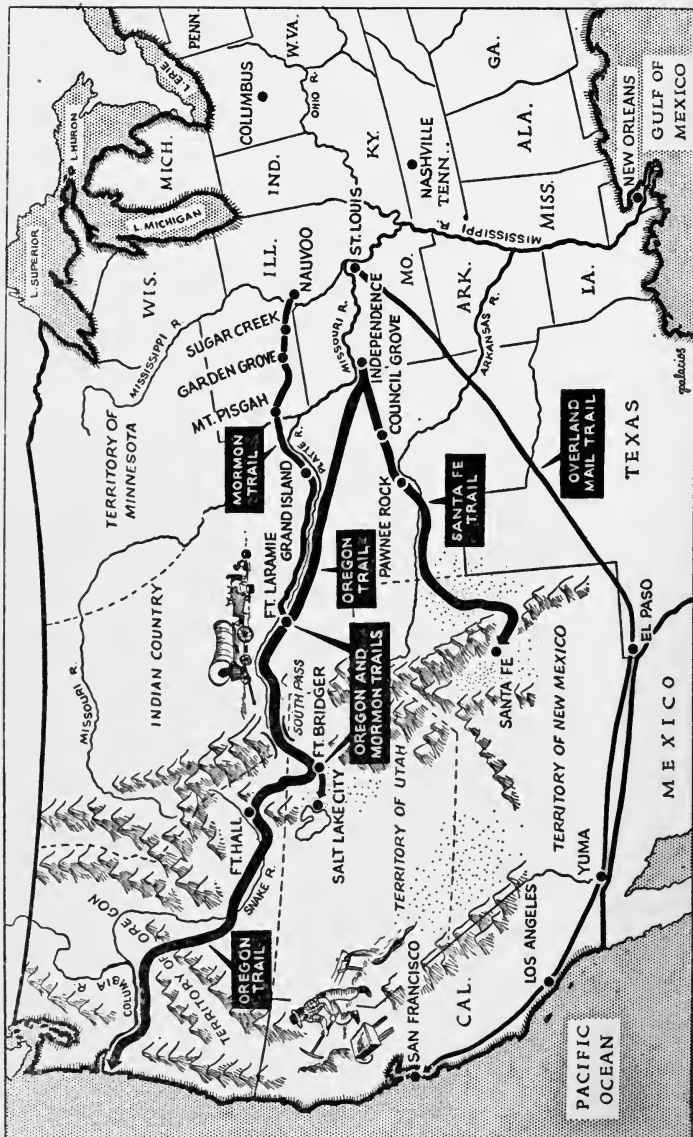 L. SUPERIOR
L. HURON
L. ERIE
PENN.
L. MICHIGAN
MICH.
WIS.
MISSISSIPPI R.
TERRITORY OF
MINNESOTA
MISSOURI R.
INDIAN COUNTRY
COLUMBIA
R.
TERRITORY OF OREGON
OREGON
TRAIL
SNAKE R.
FT. HALL
SOUTH PASS
FT. BRIDGER
SALT LAKE CITY
OREGON AND
MORMON TRAILS
FT. LARAMIE
GRAND ISLAND
PLATTE R.
MORMON
TRAIL
MT. PISGAH
GARDEN GROVE
SUGAR CREEK
NAUVOO
ILL.
IND.
COLUMBUS
W.VA.
OHIO R.
KY.
NASHVILLE
TENN.
ST. LOUIS
MO.
MISSOURI R.
INDEPENDENCE
COUNCIL GROVE
PAWNEE ROCK
OREGON
TRAIL
SANTA FE
TRAIL
SANTA FE
TERRITORY OF UTAH
TERRITORY OF NEW MEXICO
SAN FRANCISCO
CAL.
LOS ANGELES
YUMA
EL PASO
OVERLAND
MAIL TRAIL
TEXAS
ARK.
ARKANSAS R.
LA.
MISS.
MISSISSIPPI
R.
ALA.
GA.
NEW ORLEANS
GULF OF
MEXICO
MEXICO
PACIFIC
OCEAN
palacios